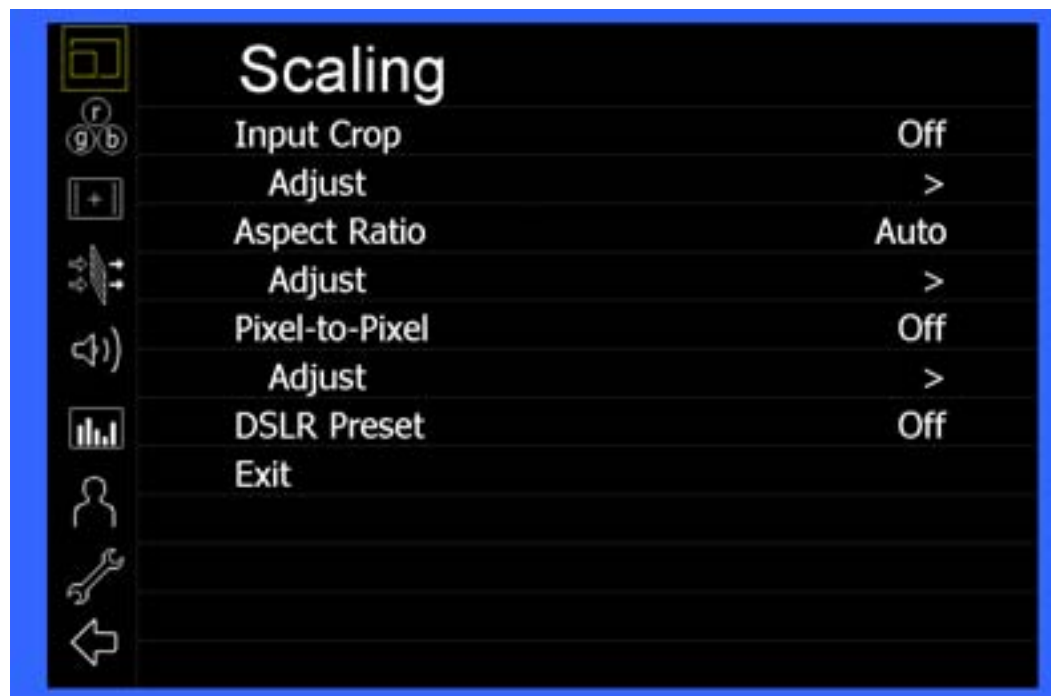 Scaling
r
g b
Input Crop Off
Adjust >
Aspect Ratio Auto
Adjust >
Pixel-to-Pixel Off
Adjust >
DSLR Preset Off
Exit